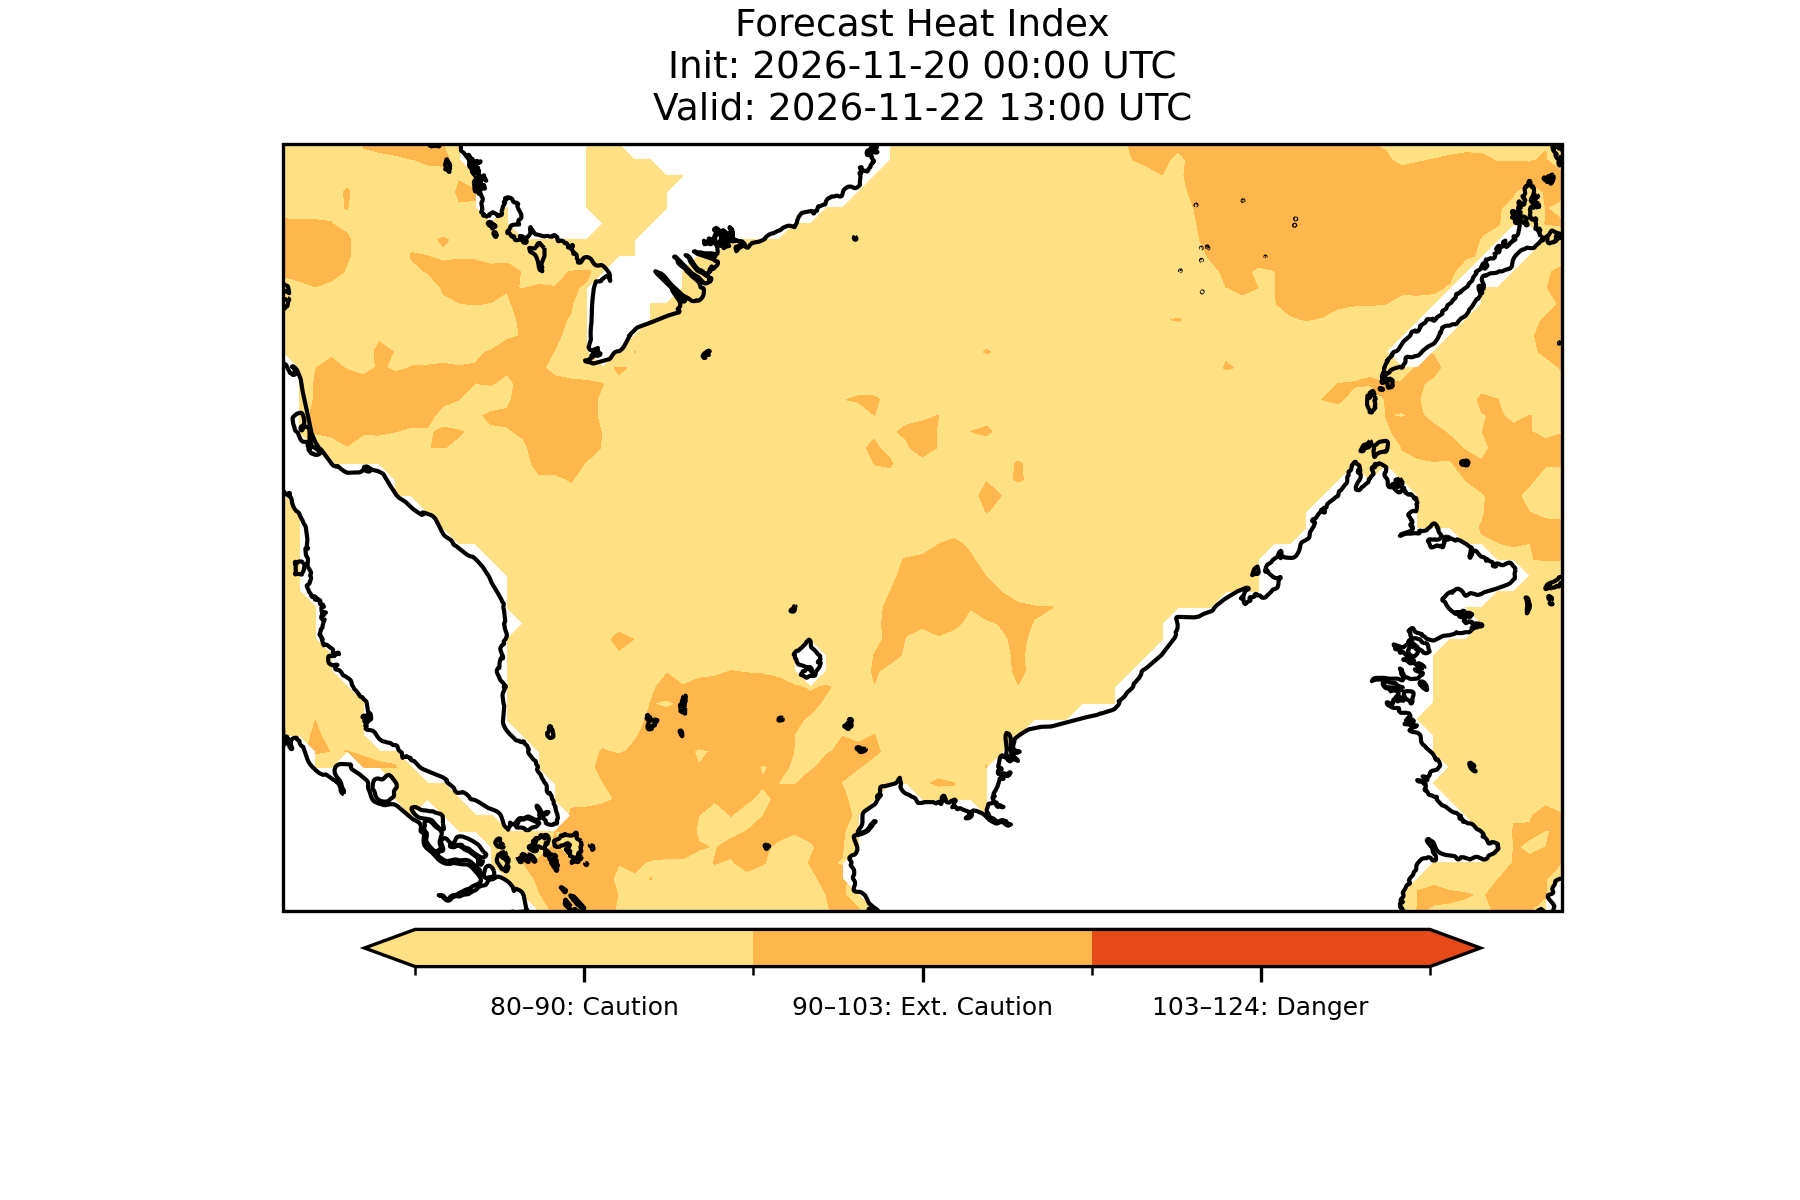 Forecast Heat Index
Init: 2026-11-20 00:00 UTC
Valid: 2026-11-22 13:00 UTC
80–90: Caution
90–103: Ext. Caution
103–124: Danger